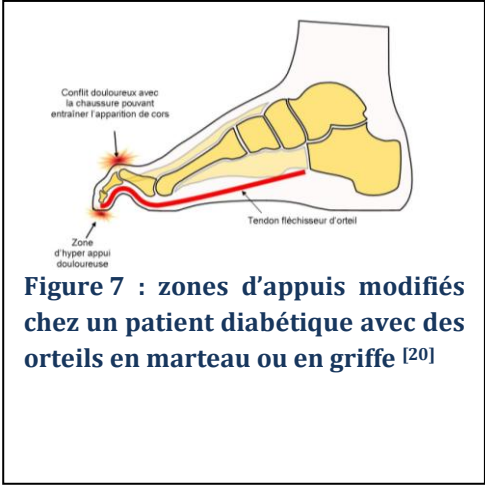 Conflit douloureux avec
la chaussure pouvant
entraîner l'apparition de cors
Tendon fléchisseur d'orteil
Zone
d'hyper appui
douloureuse
Figure 7 : zones d'appuis modifiés
chez un patient diabétique avec des
orteils en marteau ou en griffe [20]